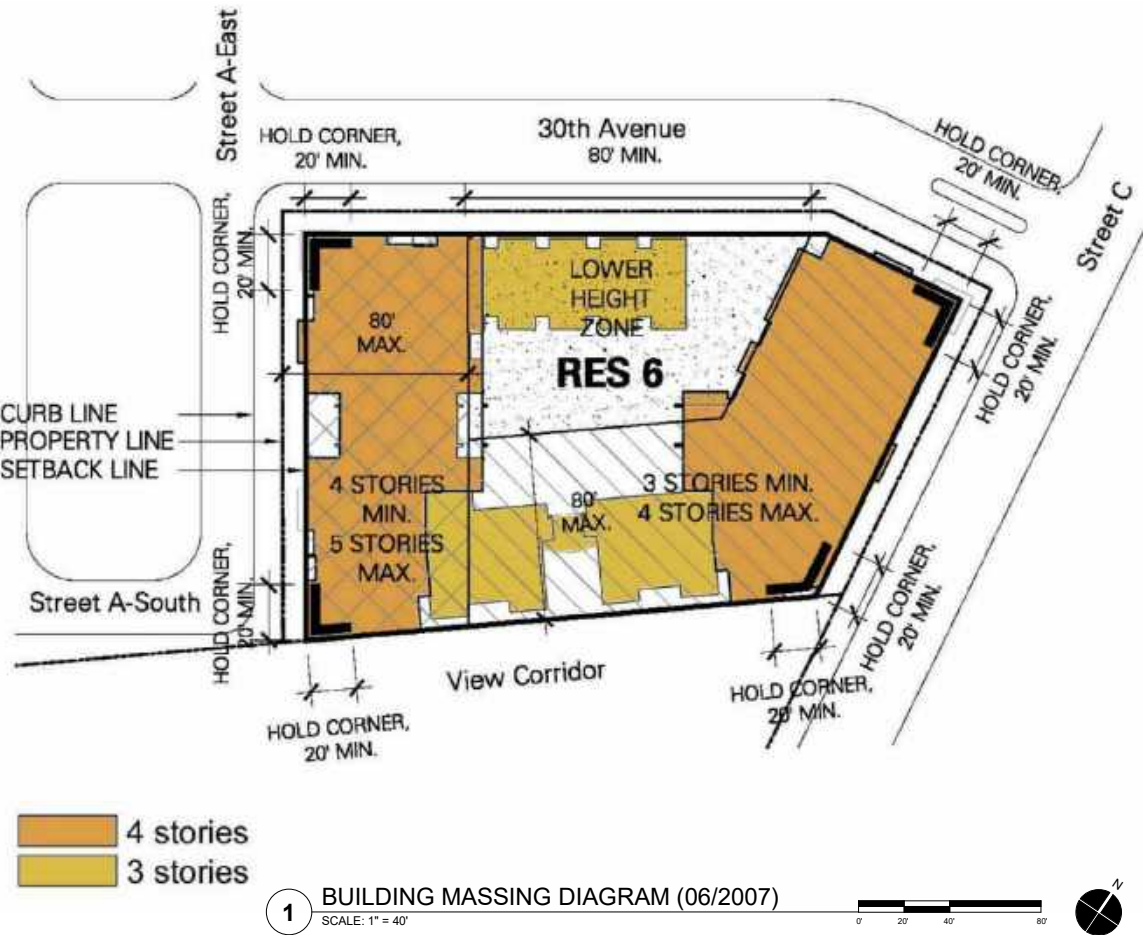 Street A-East
HOLD CORNER,
20' MIN.
30th Avenue
80' MIN.
HOLD CORNER,
20' MIN.
Street C
HOLD CORNER,
20' MIN.
LOWER
HEIGHT
ZONE
80'
MAX.
RES 6
HOLD CORNER,
20' MIN.
CURB LINE
PROPERTY LINE
SETBACK LINE
4 STORIES
MIN.
5 STORIES
MAX.
80'
MAX.
3 STORIES MIN.
4 STORIES MAX.
Street A-South
HOLD CORNER,
20' MIN.
HOLD CORNER,
20' MIN.
View Corridor
HOLD CORNER,
20' MIN.
HOLD CORNER,
20' MIN.
4 stories
3 stories
1
BUILDING MASSING DIAGRAM (06/2007)
SCALE: 1" = 40'
0' 20' 40' 80'
N